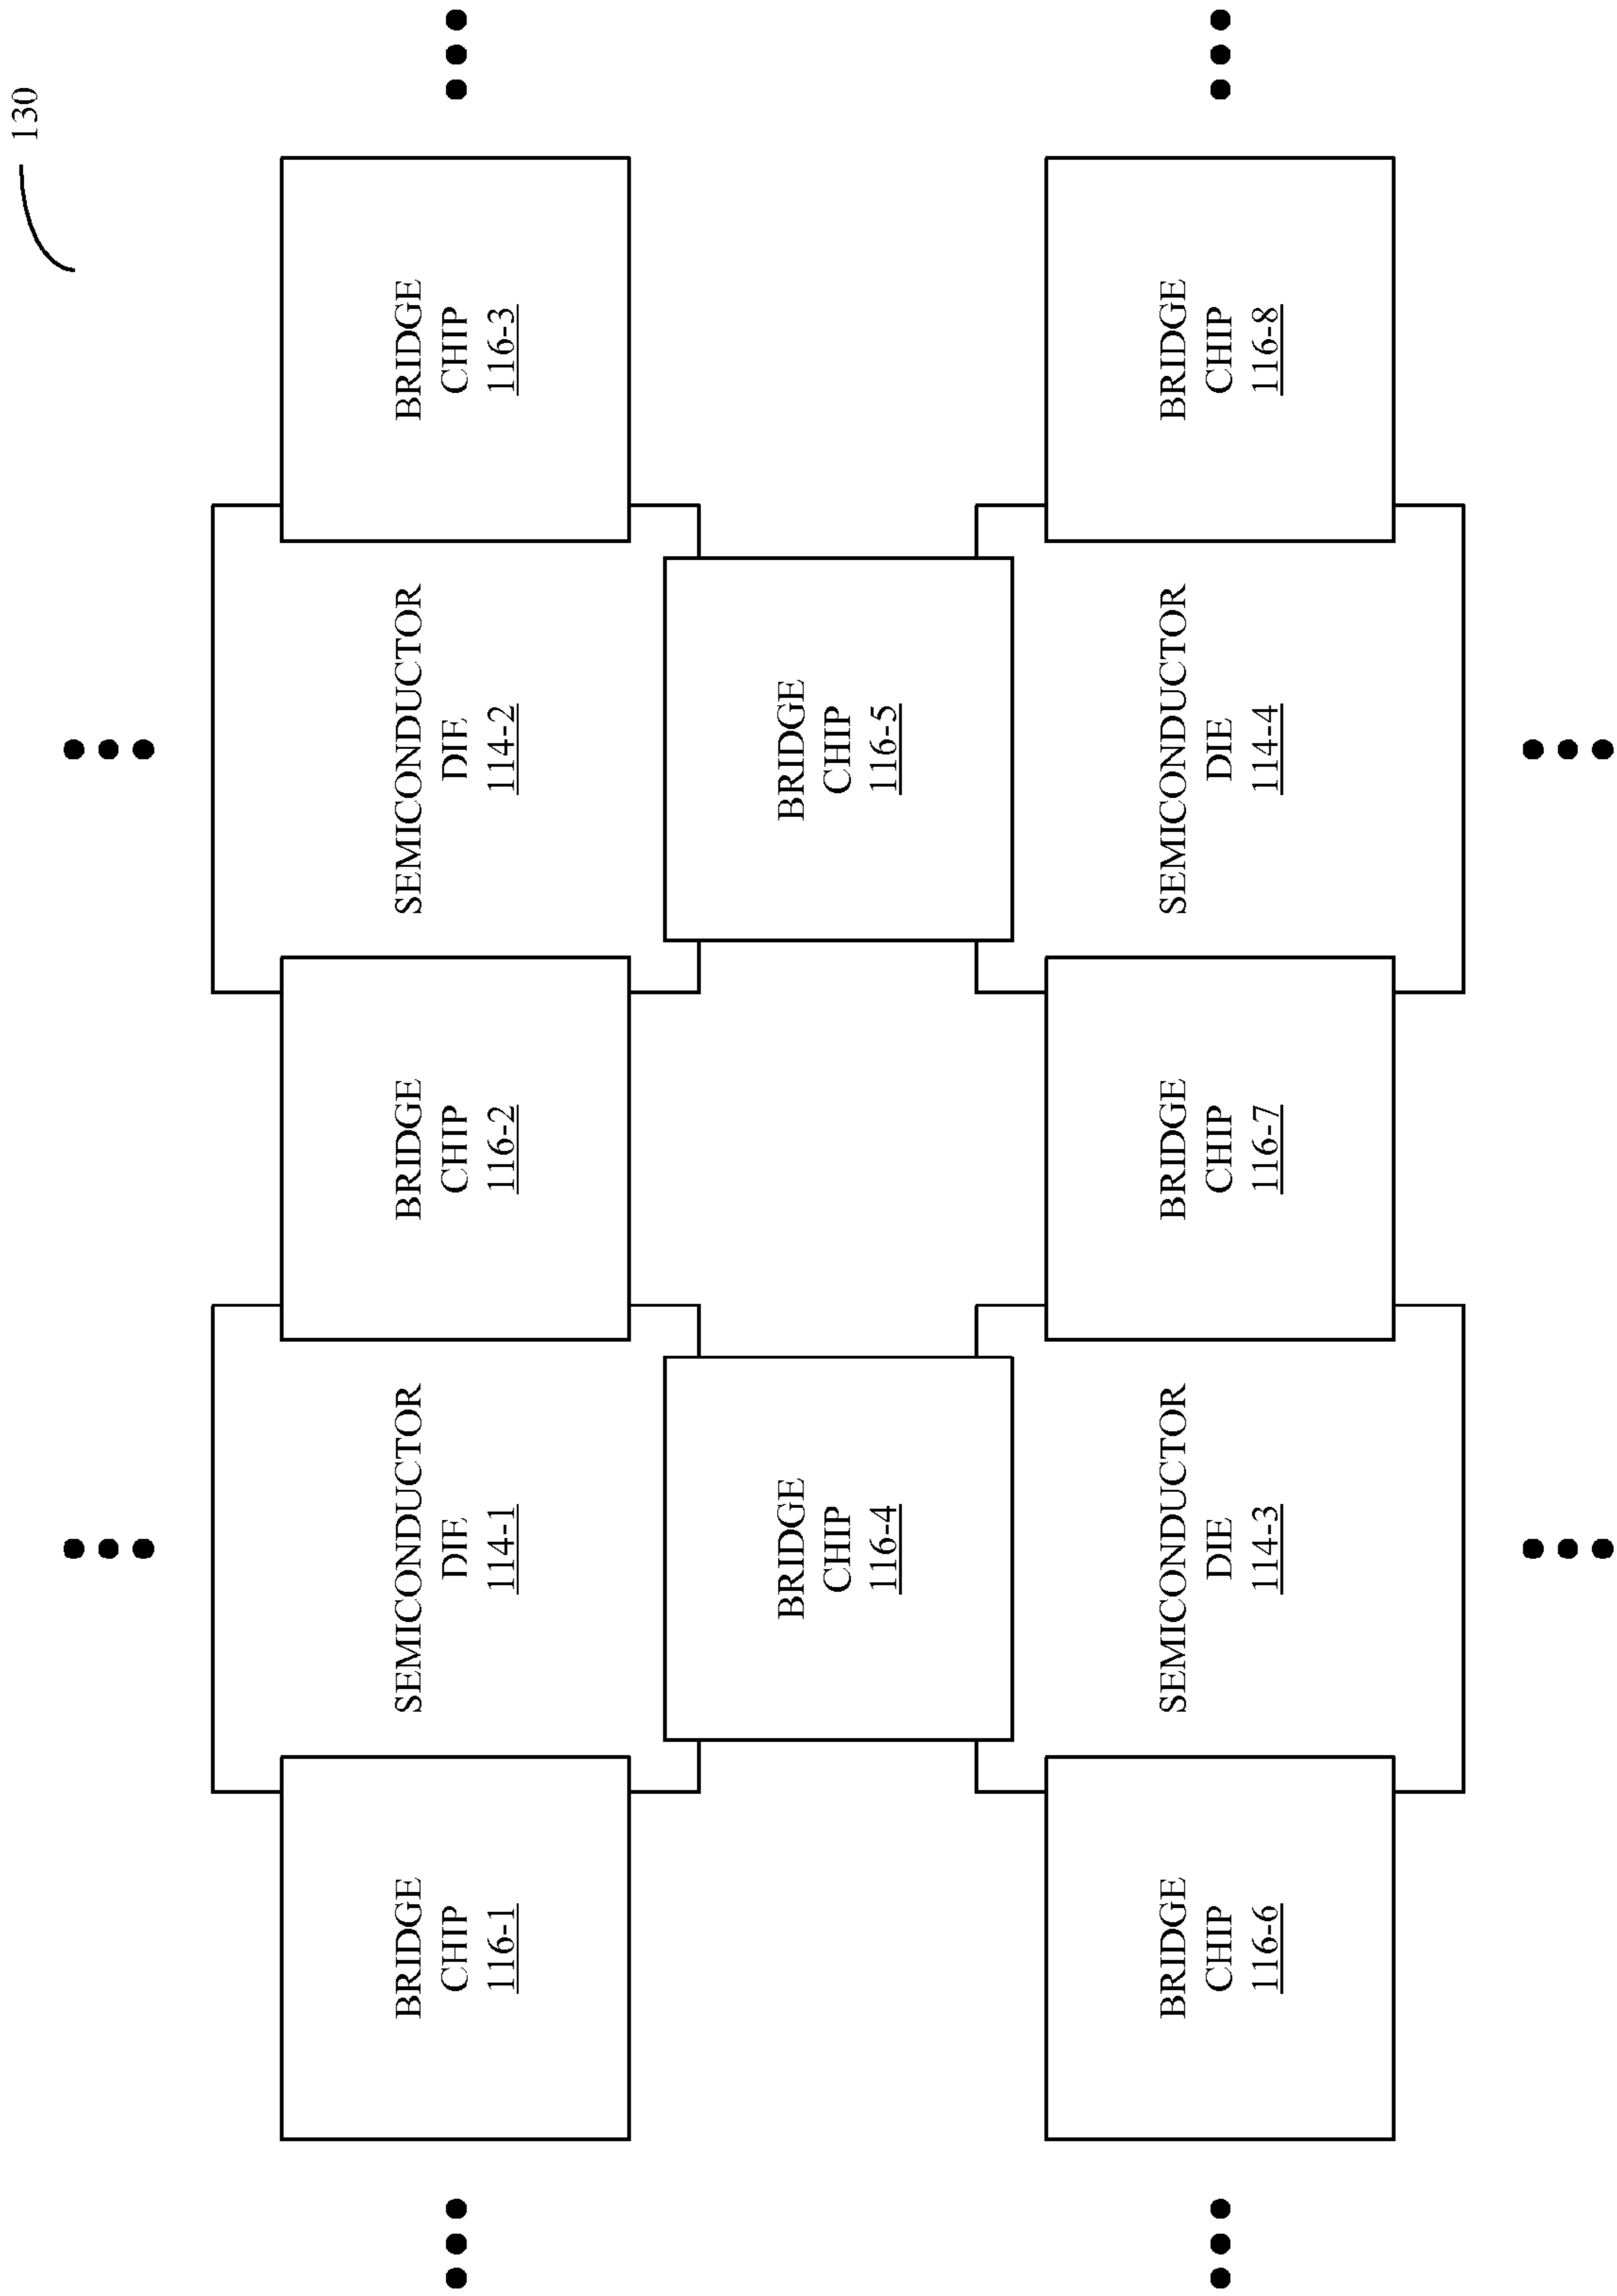 130
BRIDGE
CHIP
116-1
SEMICONDUCTOR
DIE
114-1
BRIDGE
CHIP
116-2
SEMICONDUCTOR
DIE
114-2
BRIDGE
CHIP
116-3
BRIDGE
CHIP
116-4
BRIDGE
CHIP
116-5
BRIDGE
CHIP
116-6
SEMICONDUCTOR
DIE
114-3
BRIDGE
CHIP
116-7
SEMICONDUCTOR
DIE
114-4
BRIDGE
CHIP
116-8